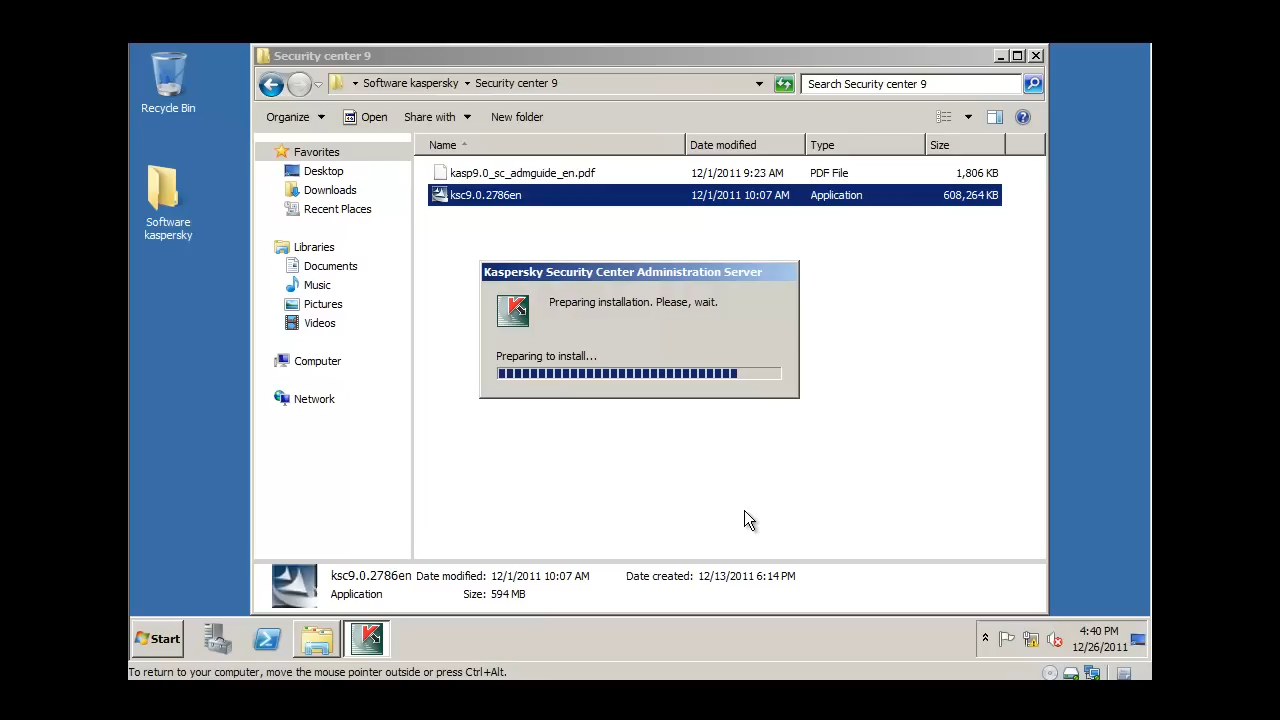 Security center 9
Recycle Bin
Software kaspersky Security center 9
Search Security center 9
Organize Open Share with New folder
Name Date modified Type Size
Favorites
Desktop
Downloads
Recent Places
Libraries
Documents
Music
Pictures
Videos
Computer
Network
kasp9.0_sc_admguide_en.pdf 12/1/2011 9:23 AM PDF File 1,806 KB
ksc9.0.2786en 12/1/2011 10:07 AM Application 608,264 KB
Software
kaspersky
Kaspersky Security Center Administration Server
Preparing installation. Please, wait.
Preparing to install...
ksc9.0.2786en Date modified: 12/1/2011 10:07 AM Date created: 12/13/2011 6:14 PM
Application Size: 594 MB
Start
4:40 PM
12/26/2011
To return to your computer, move the mouse pointer outside or press Ctrl+Alt.